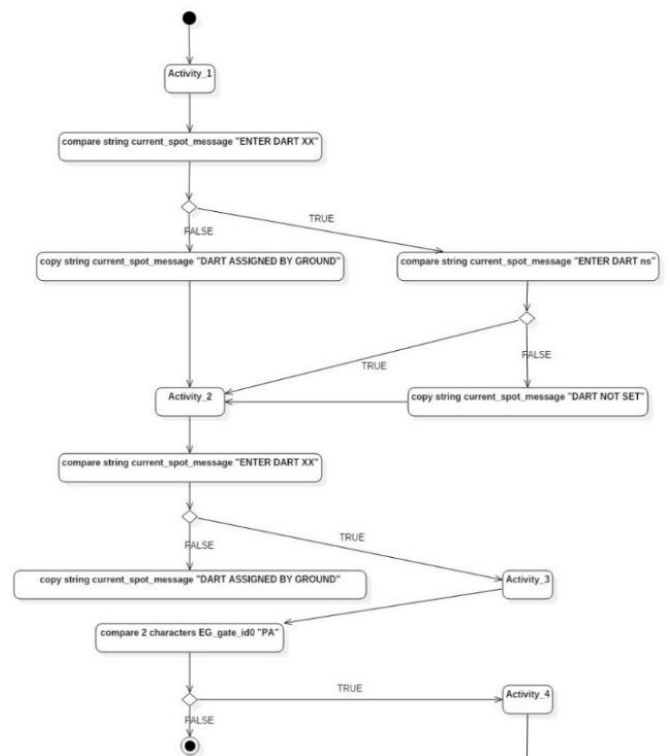 Activity_1
compare string current_spot_message "ENTER DART XX"
TRUE
FALSE
copy string current_spot_message "DART ASSIGNED BY GROUND"
compare string current_spot_message "ENTER DART ns"
TRUE
FALSE
Activity_2
copy string current_spot_message "DART NOT SET"
compare string current_spot_message "ENTER DART XX"
TRUE
FALSE
copy string current_spot_message "DART ASSIGNED BY GROUND"
Activity_3
compare 2 characters EG_gate_id0 "PA"
TRUE
Activity_4
FALSE